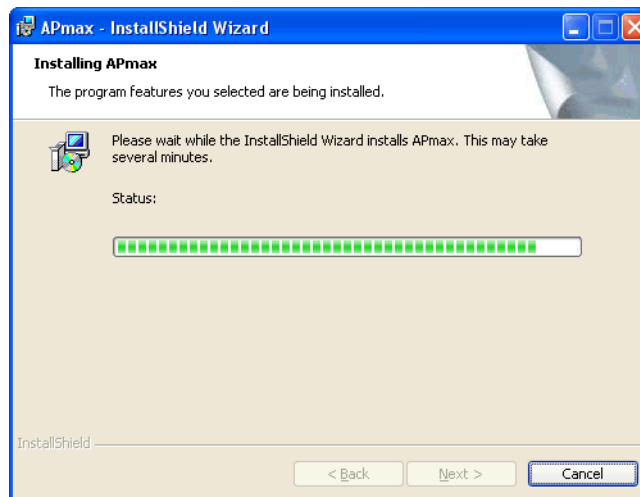 APmax - InstallShield Wizard
Installing APmax
The program features you selected are being installed.
Please wait while the InstallShield Wizard installs APmax. This may take
several minutes.
Status:
InstallShield
< Back
Next >
Cancel